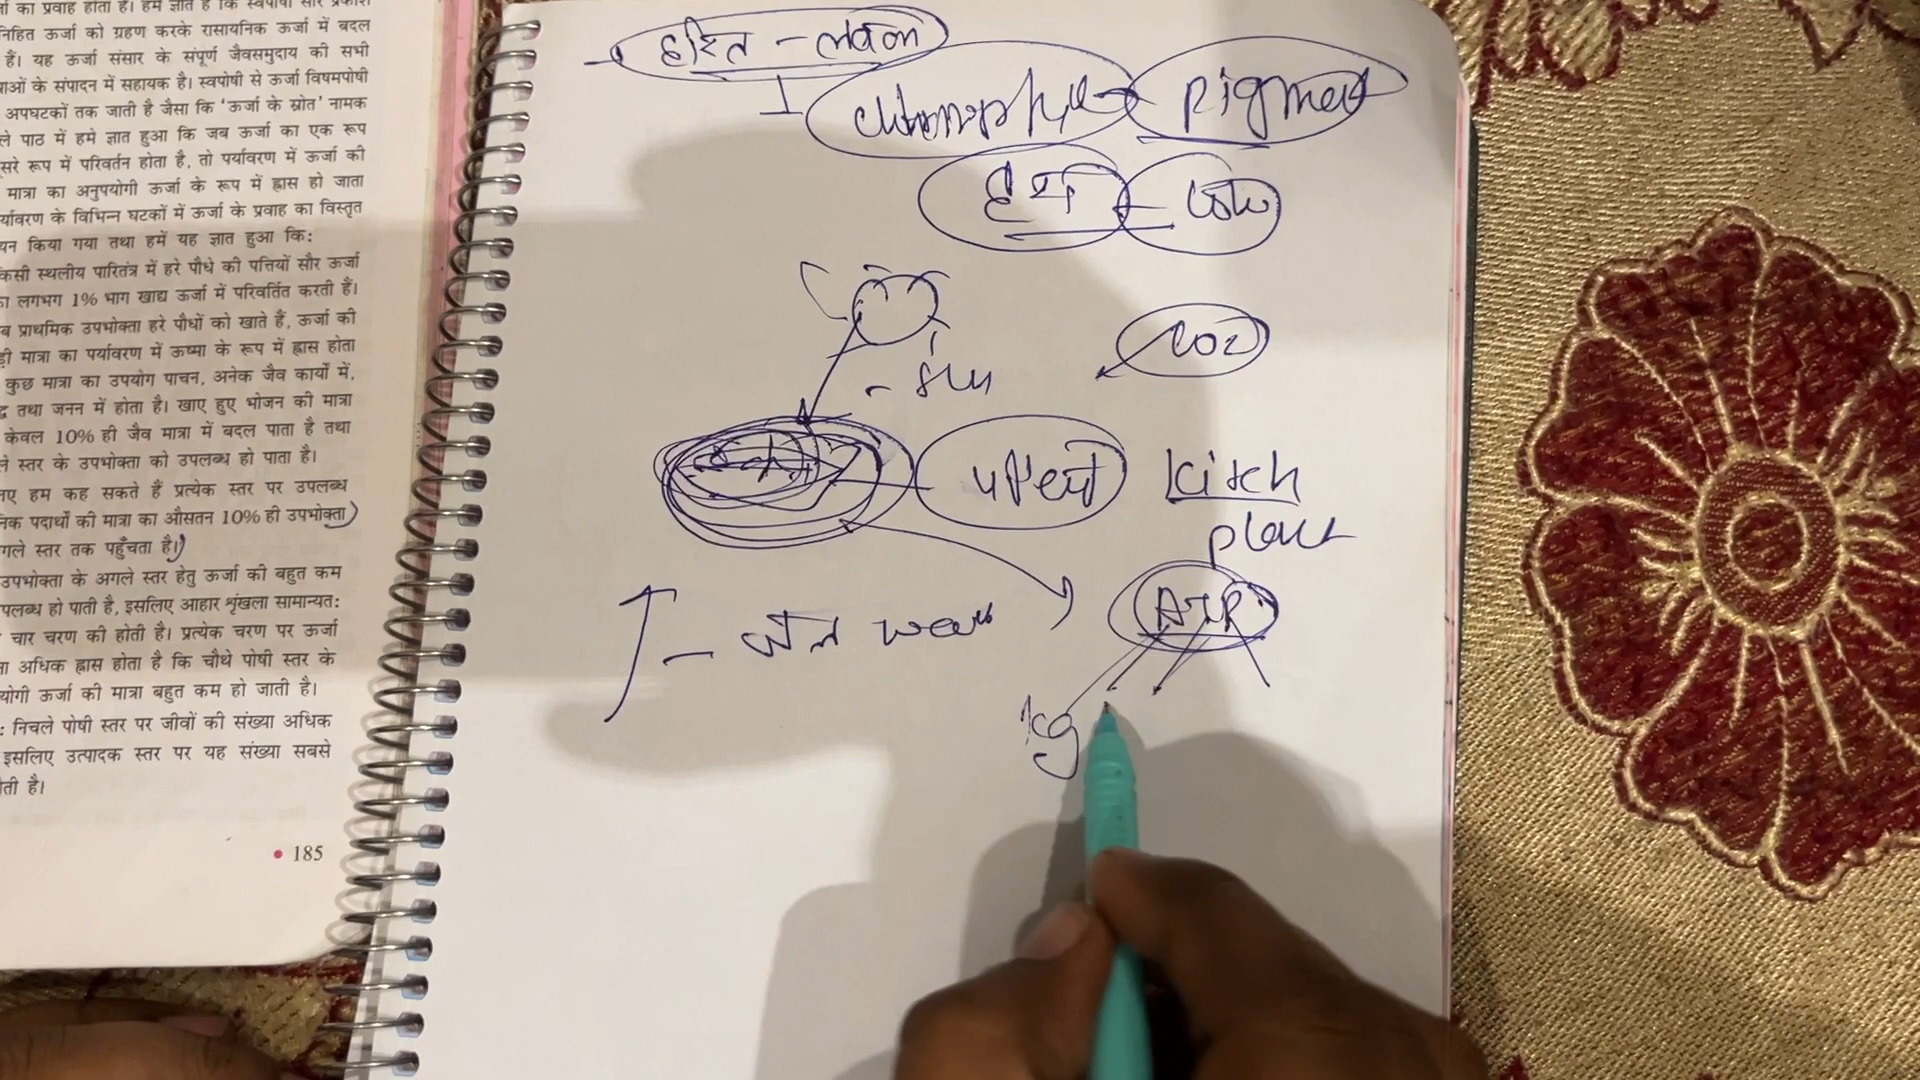 र्जा का प्रवाह होता है। हमें ज्ञात है कि स्वपोषी सौर प्रकाश
निहित ऊर्जा को ग्रहण करके रासायनिक ऊर्जा में बदल
हैं। यह ऊर्जा संसार के संपूर्ण जैवसमुदाय की सभी
याओं के संपादन में सहायक है। स्वपोषी से ऊर्जा विषमपोषी
अपघटकों तक जाती है जैसा कि 'ऊर्जा के स्रोत' नामक
ले पाठ में हमे ज्ञात हुआ कि जब ऊर्जा का एक रूप
सरे रूप में परिवर्तन होता है, तो पर्यावरण में ऊर्जा की
मात्रा का अनुपयोगी ऊर्जा के रूप में ह्रास हो जाता
र्यावरण के विभिन्न घटकों में ऊर्जा के प्रवाह का विस्तृत
यन किया गया तथा हमें यह ज्ञात हुआ कि:
किसी स्थलीय पारितंत्र में हरे पौधे की पत्तियों सौर ऊर्जा
का लगभग 1% भाग खाद्य ऊर्जा में परिवर्तित करती हैं।
ब प्राथमिक उपभोक्ता हरे पौधों को खाते हैं, ऊर्जा की
ड़ी मात्रा का पर्यावरण में ऊष्मा के रूप में ह्रास होता
कुछ मात्रा का उपयोग पाचन, अनेक जैव कार्यों में,
द्ध तथा जनन में होता है। खाए हुए भोजन की मात्रा
केवल 10% ही जैव मात्रा में बदल पाता है तथा
ले स्तर के उपभोक्ता को उपलब्ध हो पाता है।
नए हम कह सकते हैं प्रत्येक स्तर पर उपलब्ध
निक पदार्थों की मात्रा का औसतन 10% ही उपभोक्ता
गले स्तर तक पहुँचता है।
उपभोक्ता के अगले स्तर हेतु ऊर्जा की बहुत कम
पलब्ध हो पाती है, इसलिए आहार शृंखला सामान्यत:
चार चरण की होती है। प्रत्येक चरण पर ऊर्जा
ना अधिक ह्रास होता है कि चौथे पोषी स्तर के
योगी ऊर्जा की मात्रा बहुत कम हो जाती है।
: निचले पोषी स्तर पर जीवों की संख्या अधिक
इसलिए उत्पादक स्तर पर यह संख्या सबसे
ती है।
• 185
हरित - लवक
pigment
CO2
- sun
kitch
- जल